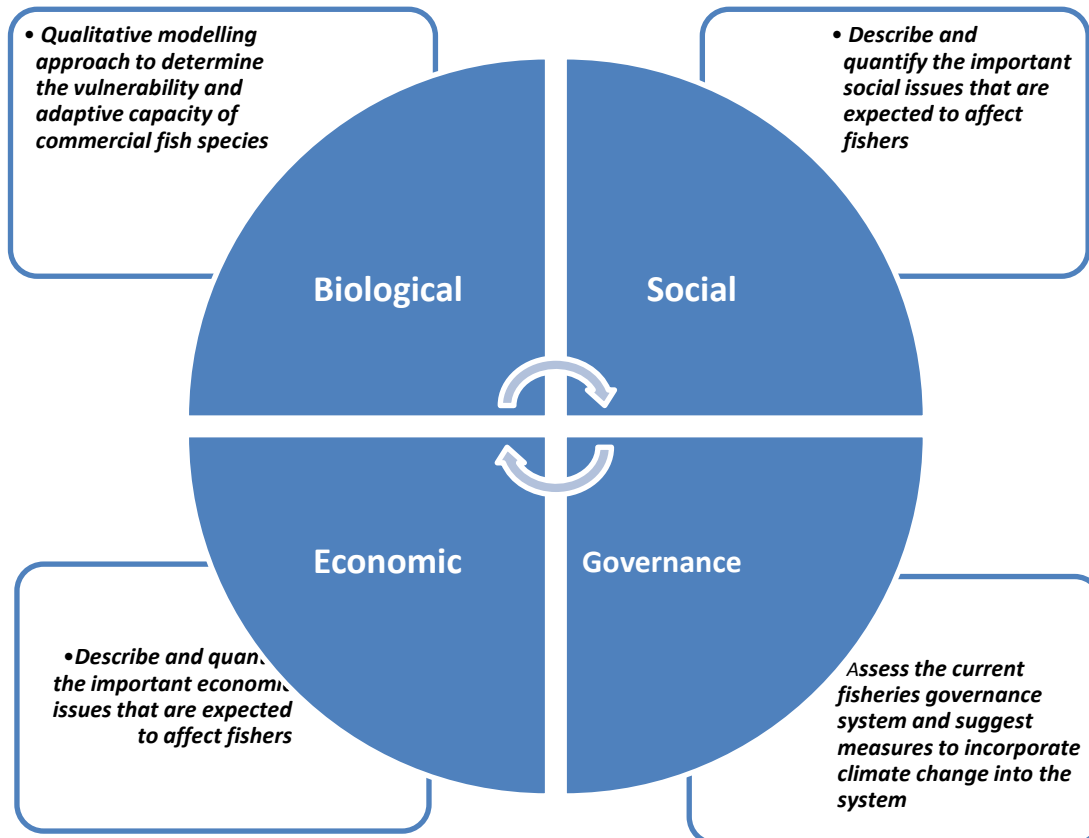 • Qualitative modelling
approach to determine
the vulnerability and
adaptive capacity of
commercial fish species
• Describe and
quantify the important
social issues that are
expected to affect
fishers
Biological
Social
Economic
Governance
•Describe and quant
the important economic
issues that are expected
to affect fishers
Assess the current
fisheries governance
system and suggest
measures to incorporate
climate change into the
system